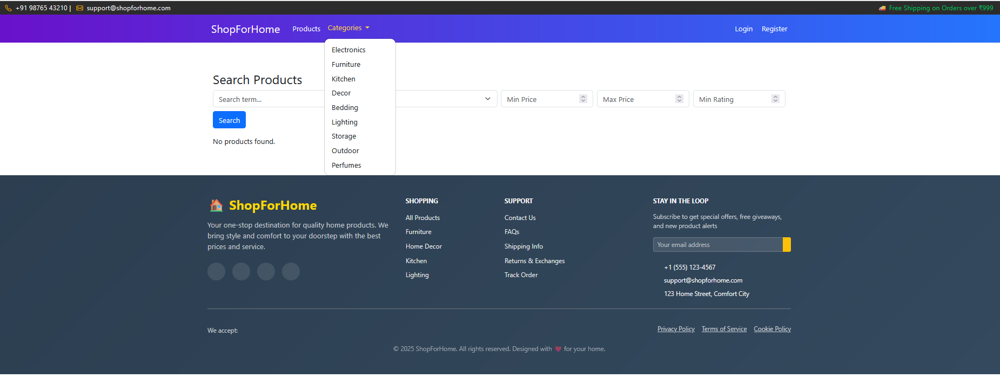 +91 98765 43210 | support@shopforhome.com
Free Shipping on Orders over ₹999
ShopForHome Products Categories Login Register
Electronics
Furniture
Kitchen
Decor
Bedding
Lighting
Storage
Outdoor
Perfumes
Search Products
Search term... Min Price Max Price Min Rating
Search
No products found.
ShopForHome
Your one-stop destination for quality home products. We
bring style and comfort to your doorstep with the best
prices and service.
SHOPPING
All Products
Furniture
Home Decor
Kitchen
Lighting
SUPPORT
Contact Us
FAQs
Shipping Info
Returns & Exchanges
Track Order
STAY IN THE LOOP
Subscribe to get special offers, free giveaways,
and new product alerts
Your email address
+1 (555) 123-4567
support@shopforhome.com
123 Home Street, Comfort City
We accept:
Privacy Policy Terms of Service Cookie Policy
© 2025 ShopForHome. All rights reserved. Designed with ❤ for your home.